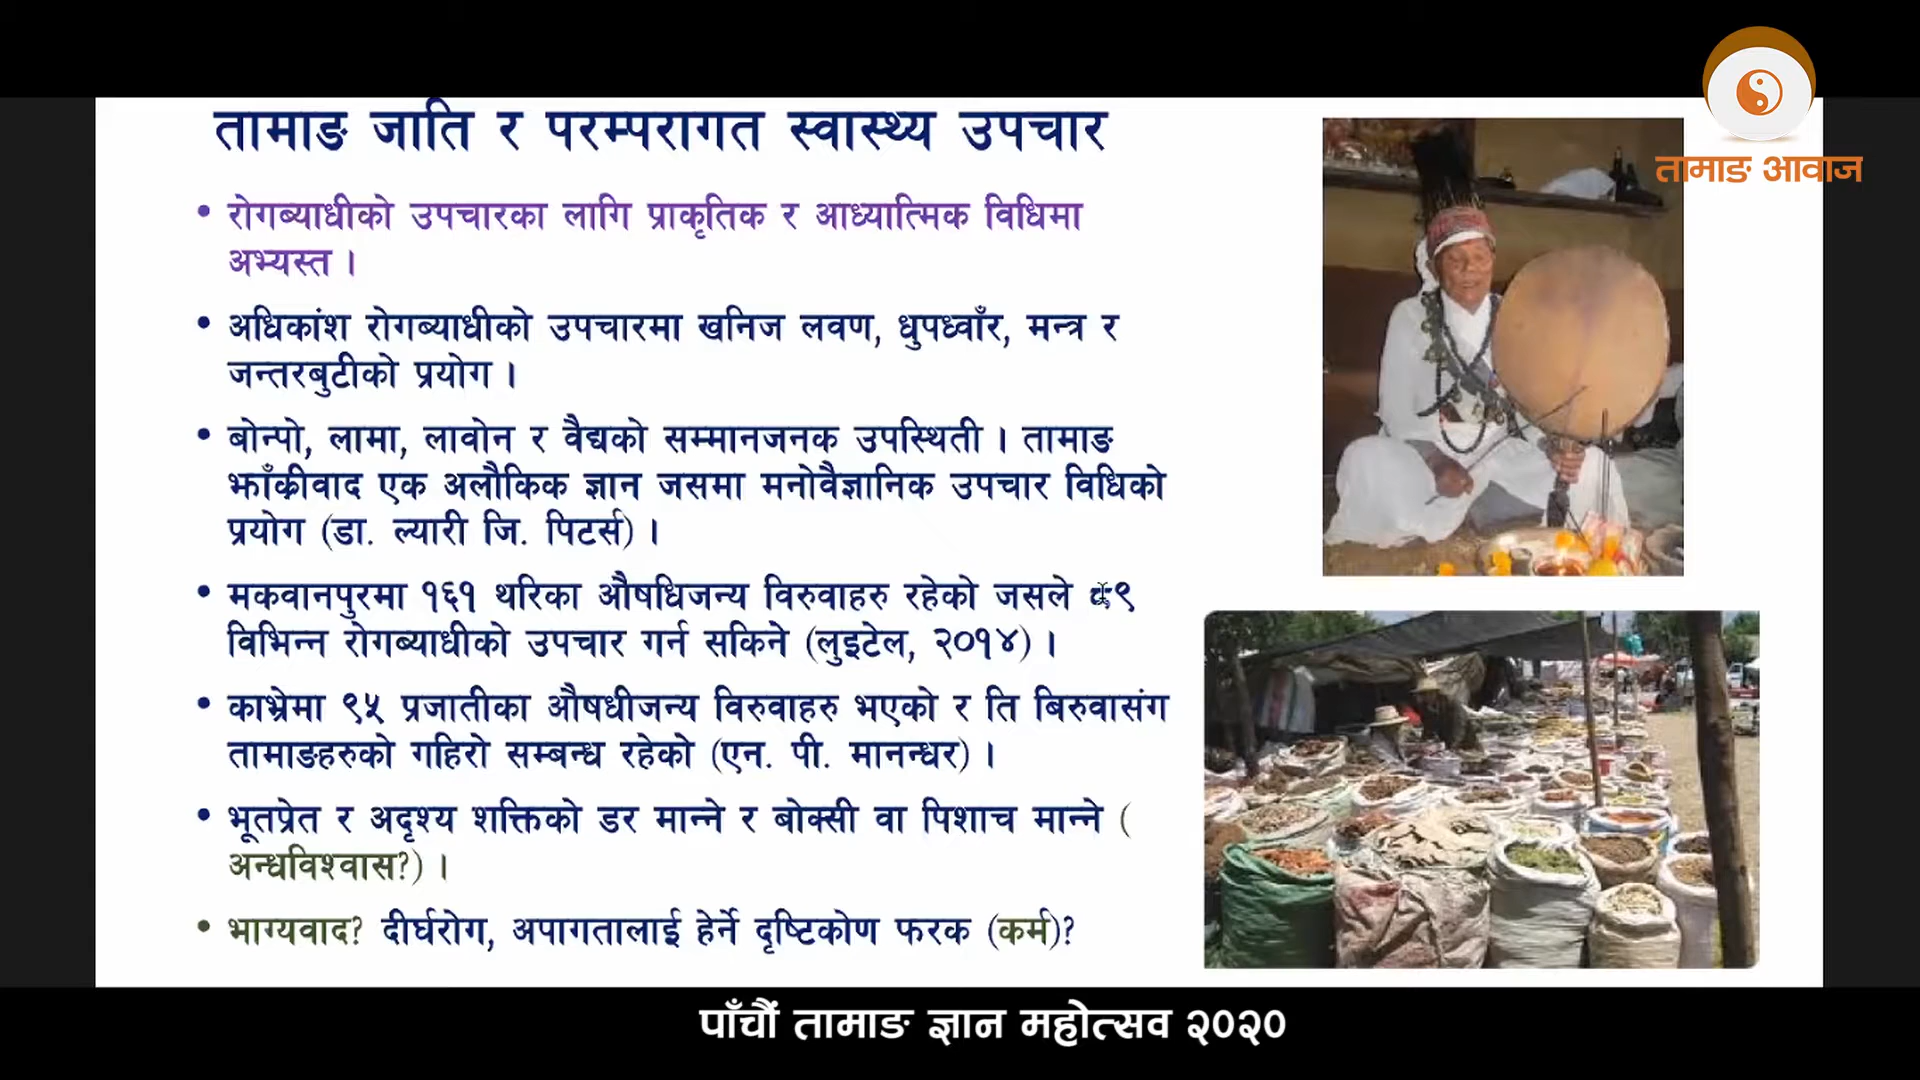 तामाङ आवाज
तामाङ जाति र परम्परागत स्वास्थ्य उपचार
• रोगब्याधीको उपचारका लागि प्राकृतिक र आध्यात्मिक विधिमा
अभ्यस्त ।
• अधिकांश रोगब्याधीको उपचारमा खनिज लवण, धुपध्वाँर, मन्त्र र
जन्तरबुटीको प्रयोग ।
• बोन्पो, लामा, लावोन र वैद्यको सम्मानजनक उपस्थिती । तामाङ
झाँक्रीवाद एक अलौकिक ज्ञान जसमा मनोवैज्ञानिक उपचार विधिको
प्रयोग (डा. ल्यारी जि. पिटर्स) ।
• मकवानपुरमा १६१ थरिका औषधिजन्य विरुवाहरु रहेको जसले
विभिन्न रोगब्याधीको उपचार गर्न सकिने (लुइटेल, २०१४) ।
• काभ्रेमा ९५ प्रजातीका औषधीजन्य विरुवाहरु भएको र ति बिरुवासंग
तामाङहरुको गहिरो सम्बन्ध रहेको (एन. पी. मानन्धर) ।
• भूतप्रेत र अदृश्य शक्तिको डर मान्ने र बोक्सी वा पिशाच मान्ने (
अन्धविश्वास?) ।
• भाग्यवाद? दीर्घरोग, अपागतालाई हेर्ने दृष्टिकोण फरक (कर्म)?
पाँचौं तामाङ ज्ञान महोत्सव २०२०